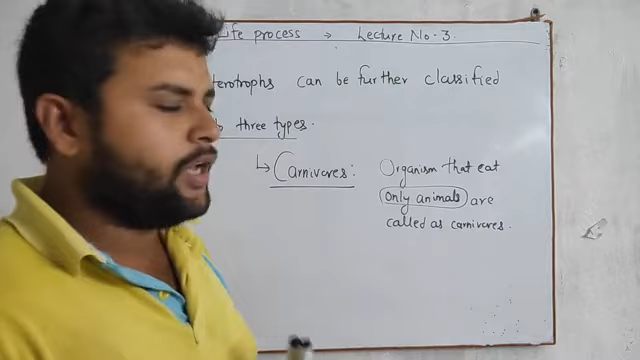 Life process → Lecture No-3.
terotrophs can be further classified
three types.
↳ Carnivores: Organism that eat
only animals are
called as carnivores.